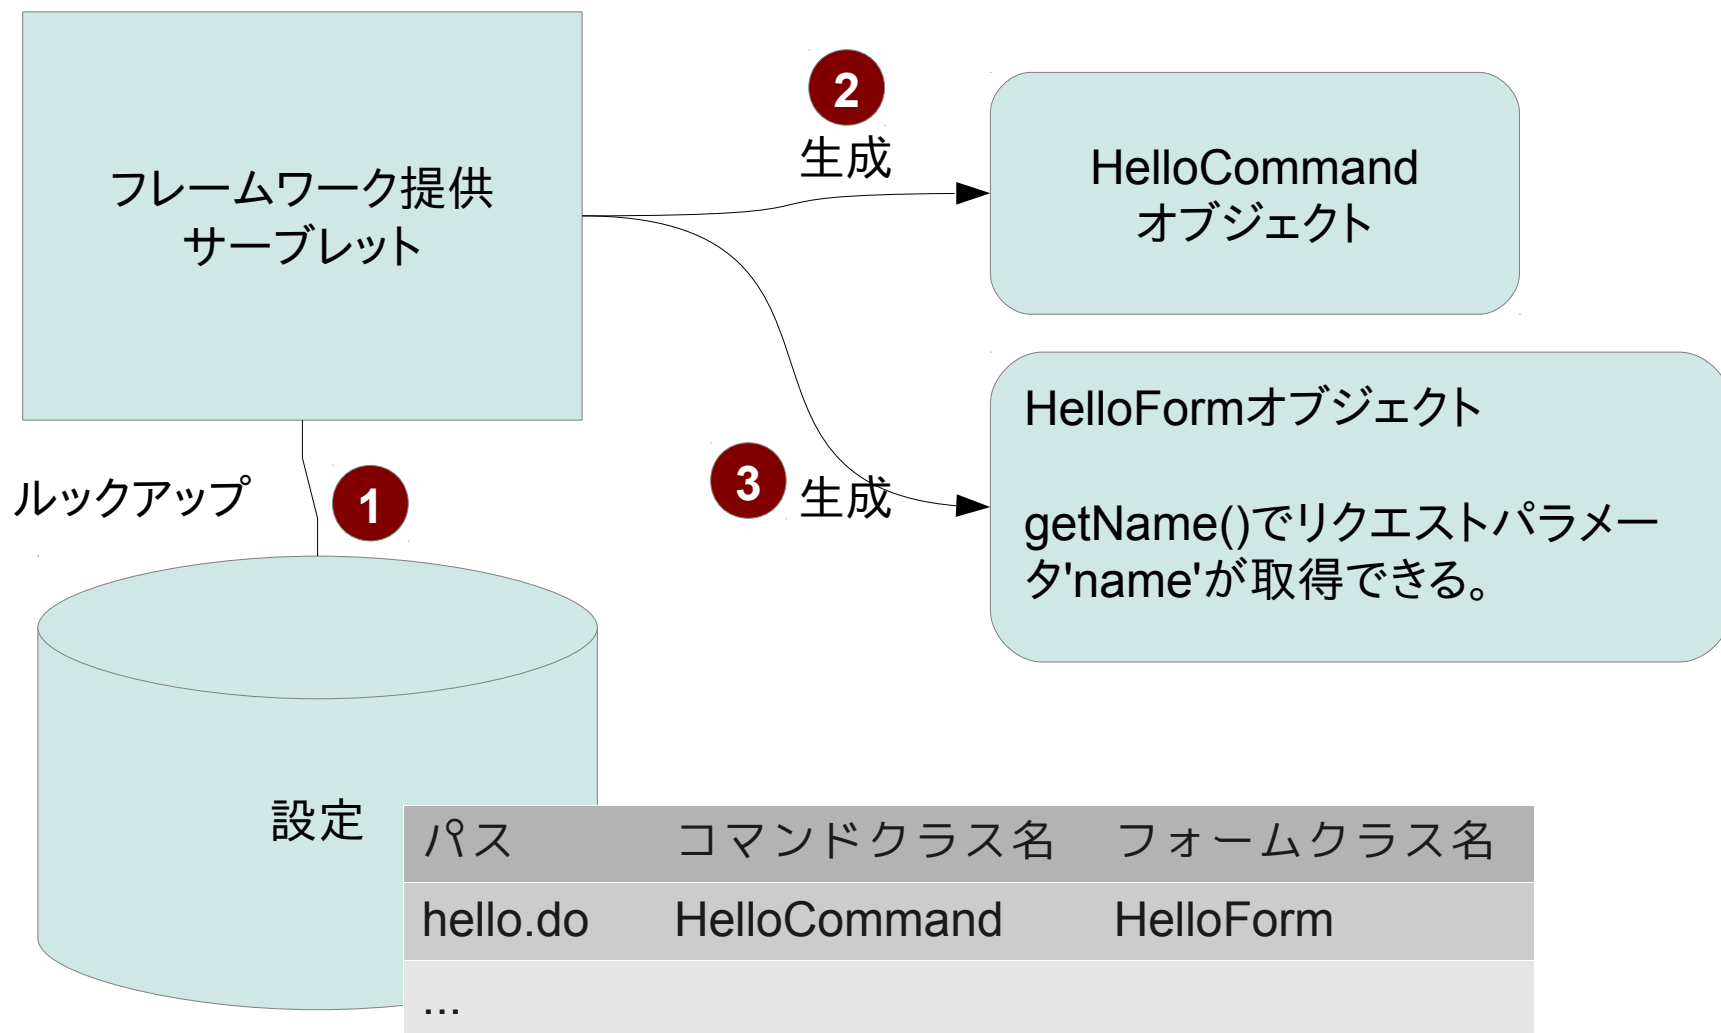 フレームワーク提供
サーブレット
2
生成
HelloCommand
オブジェクト
3
生成
HelloFormオブジェクト
getName()でリクエストパラメー
タ'name'が取得できる。
ルックアップ
1
設定
パス コマンドクラス名 フォームクラス名
hello.do HelloCommand HelloForm
...